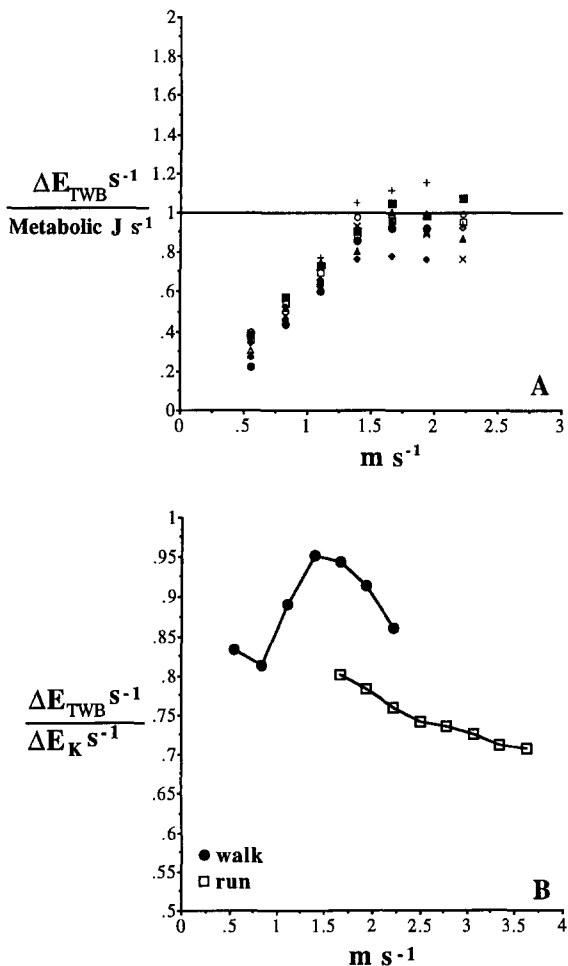 2
1.8
1.6
1.4
1.2
1
.8
.6
.4
.2
0
ΔE_TWB s⁻¹
Metabolic J s⁻¹
A
0 .5 1 1.5 2 2.5 3
m s⁻¹
1
.95
.9
.85
.8
.75
.7
.65
.6
.55
.5
ΔE_TWB s⁻¹
ΔE_K s⁻¹
walk
run
B
0 .5 1 1.5 2 2.5 3 3.5 4
m s⁻¹